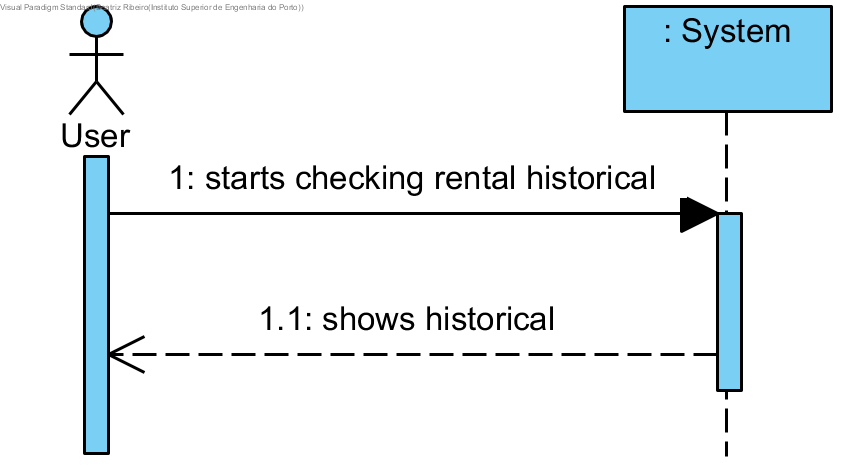 Visual Paradigm Standard(Beatriz Ribeiro(Instituto Superior de Engenharia do Porto))
: System
User
1: starts checking rental historical
1.1: shows historical